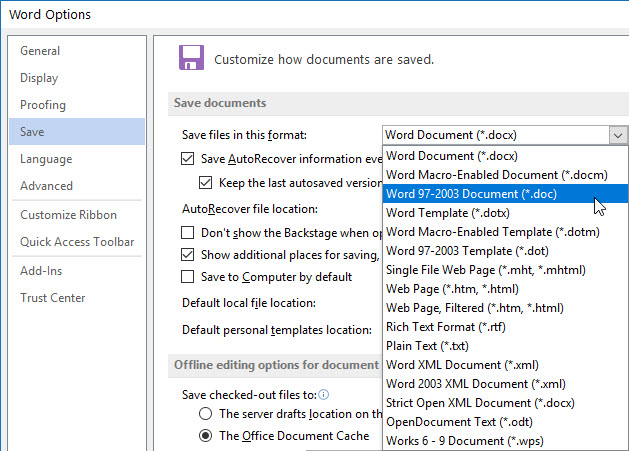 Word Options
General
Display
Proofing
Save
Language
Advanced
Customize Ribbon
Quick Access Toolbar
Add-Ins
Trust Center
Customize how documents are saved.
Save documents
Save files in this format:
Word Document (*.docx)
Save AutoRecover information eve
Keep the last autosaved version
AutoRecover file location:
Don't show the Backstage when op
Show additional places for saving,
Save to Computer by default
Default local file location:
Default personal templates location:
Offline editing options for document
Save checked-out files to:
The server drafts location on th
The Office Document Cache
Word Document (*.docx)
Word Macro-Enabled Document (*.docm)
Word 97-2003 Document (*.doc)
Word Template (*.dotx)
Word Macro-Enabled Template (*.dotm)
Word 97-2003 Template (*.dot)
Single File Web Page (*.mht, *.mhtml)
Web Page (*.htm, *.html)
Web Page, Filtered (*.htm, *.html)
Rich Text Format (*.rtf)
Plain Text (*.txt)
Word XML Document (*.xml)
Word 2003 XML Document (*.xml)
Strict Open XML Document (*.docx)
OpenDocument Text (*.odt)
Works 6 - 9 Document (*.wps)